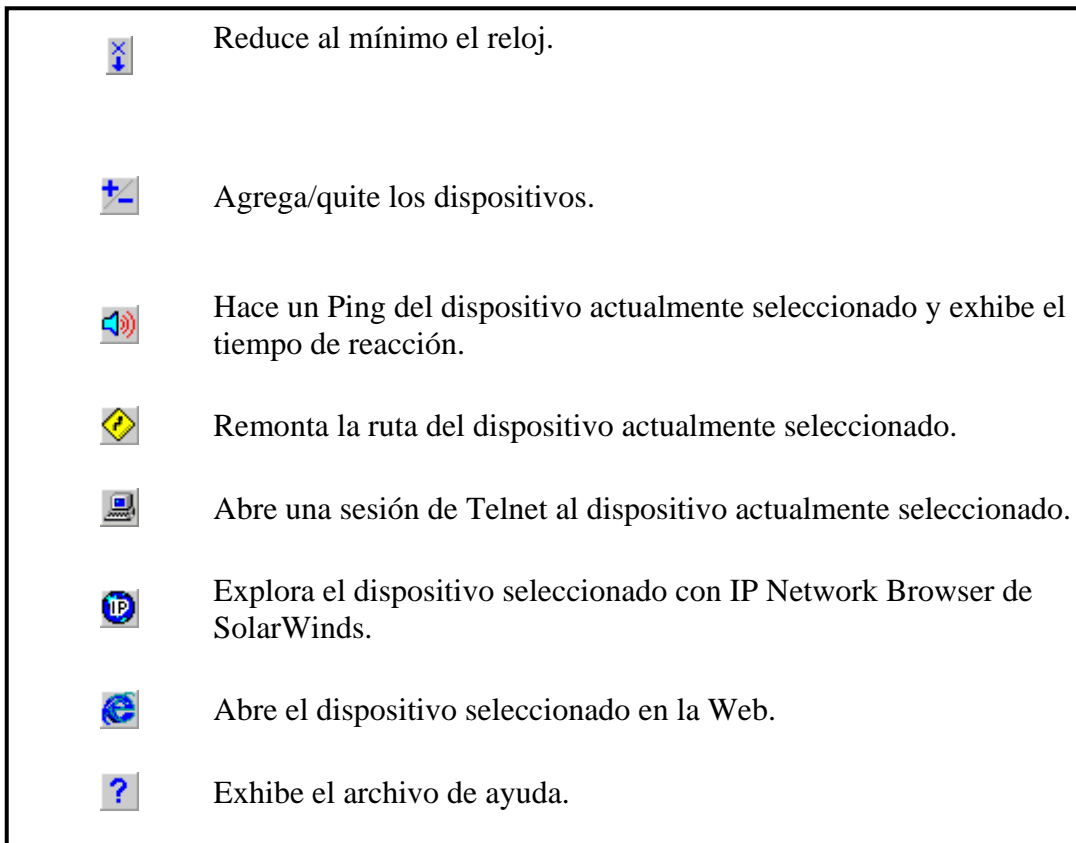 Reduce al mínimo el reloj.
Agrega/quite los dispositivos.
Hace un Ping del dispositivo actualmente seleccionado y exhibe el
tiempo de reacción.
Remonta la ruta del dispositivo actualmente seleccionado.
Abre una sesión de Telnet al dispositivo actualmente seleccionado.
IP
Explora el dispositivo seleccionado con IP Network Browser de
SolarWinds.
Abre el dispositivo seleccionado en la Web.
?
Exhibe el archivo de ayuda.